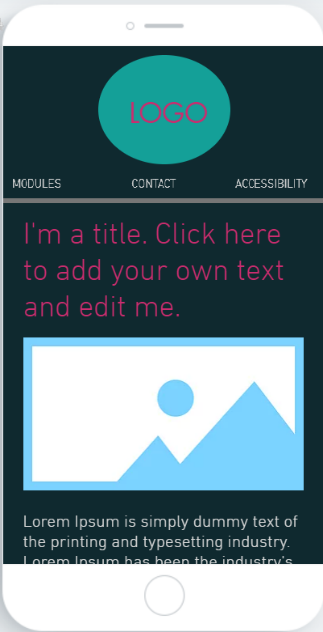 LOGO
MODULES CONTACT ACCESSIBILITY
I'm a title. Click here
to add your own text
and edit me.
Lorem Ipsum is simply dummy text of
the printing and typesetting industry.
Lorem Ipsum has been the industry's